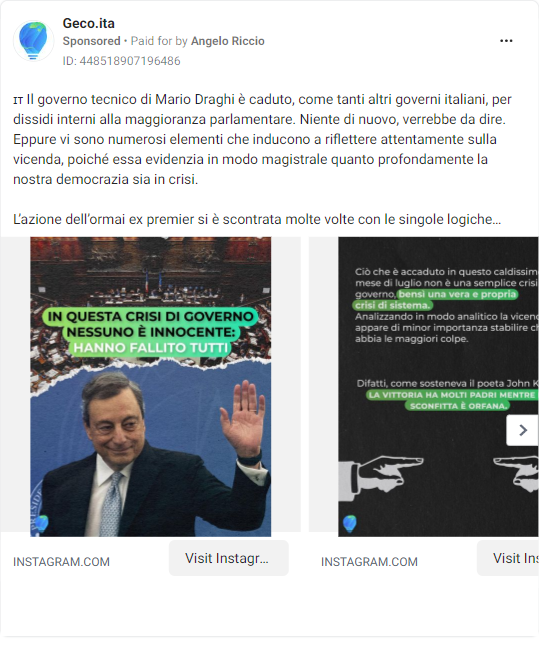 Geco.ita
Sponsored • Paid for by Angelo Riccio
ID: 448518907196486
IT Il governo tecnico di Mario Draghi è caduto, come tanti altri governi italiani, per
dissidi interni alla maggioranza parlamentare. Niente di nuovo, verrebbe da dire.
Eppure vi sono numerosi elementi che inducono a riflettere attentamente sulla
vicenda, poiché essa evidenzia in modo magistrale quanto profondamente la
nostra democrazia sia in crisi.
L'azione dell'ormai ex premier si è scontrata molte volte con le singole logiche...
IN QUESTA CRISI DI GOVERNO
NESSUNO È INNOCENTE:
HANNO FALLITO TUTTI
INSTAGRAM.COM
Visit Instagr...
Ciò che è accaduto in questo caldissim
mese di luglio non è una semplice crisi
governo, bensì una vera e propria
crisi di sistema.
Analizzando in modo analitico la vicen
appare di minor importanza stabilire c
abbia le maggiori colpe.
Difatti, come sosteneva il poeta John K
LA VITTORIA HA MOLTI PADRI MENTRE
SCONFITTA È ORFANA.
INSTAGRAM.COM
Visit Ins